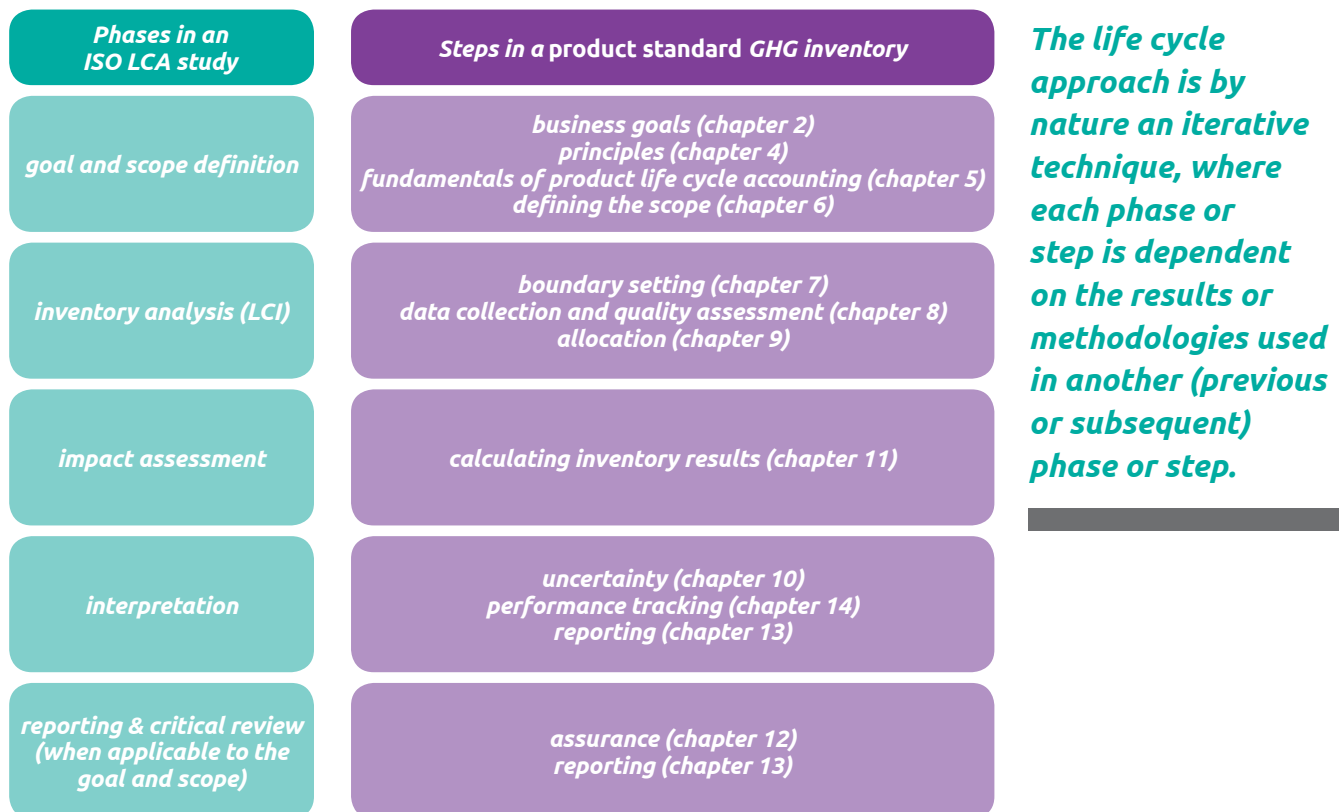 Phases in an
ISO LCA study
Steps in a product standard GHG inventory
goal and scope definition
business goals (chapter 2)
principles (chapter 4)
fundamentals of product life cycle accounting (chapter 5)
defining the scope (chapter 6)
inventory analysis (LCI)
boundary setting (chapter 7)
data collection and quality assessment (chapter 8)
allocation (chapter 9)
impact assessment
calculating inventory results (chapter 11)
interpretation
uncertainty (chapter 10)
performance tracking (chapter 14)
reporting (chapter 13)
reporting & critical review
(when applicable to the
goal and scope)
assurance (chapter 12)
reporting (chapter 13)
The life cycle
approach is by
nature an iterative
technique, where
each phase or
step is dependent
on the results or
methodologies used
in another (previous
or subsequent)
phase or step.